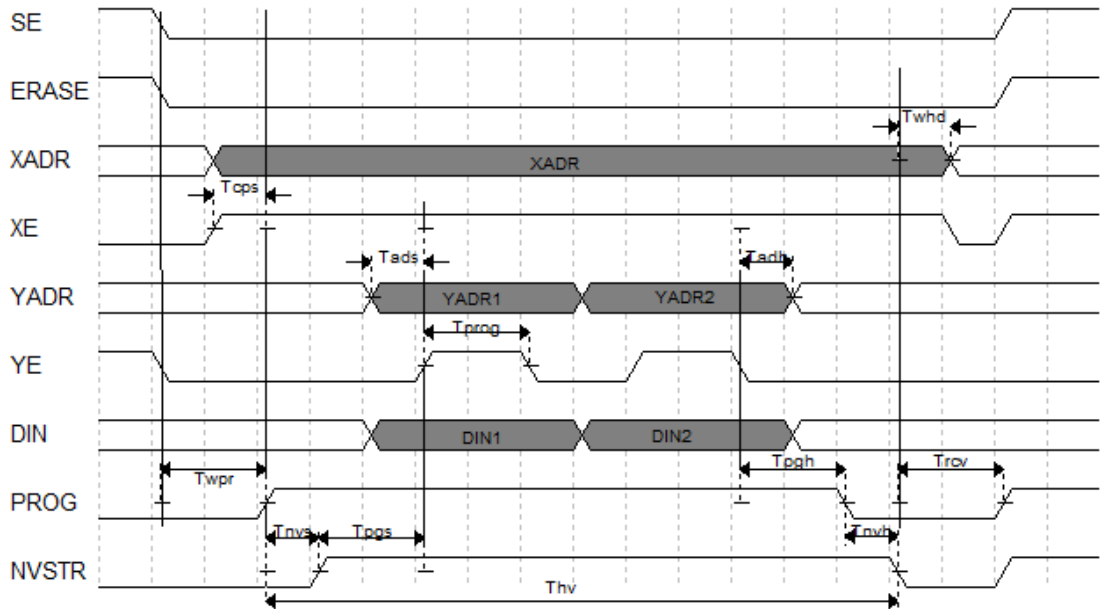 SE
ERASE
Twhd
XADR
XADR
Tcps
XE
Tads
Tadh
YADR
YADR1
YADR2
Tprog
YE
DIN
DIN1
DIN2
Twpr
Tpgh
Trcv
PROG
Tnvs
Tpgs
Tnvh
NVSTR
Thv